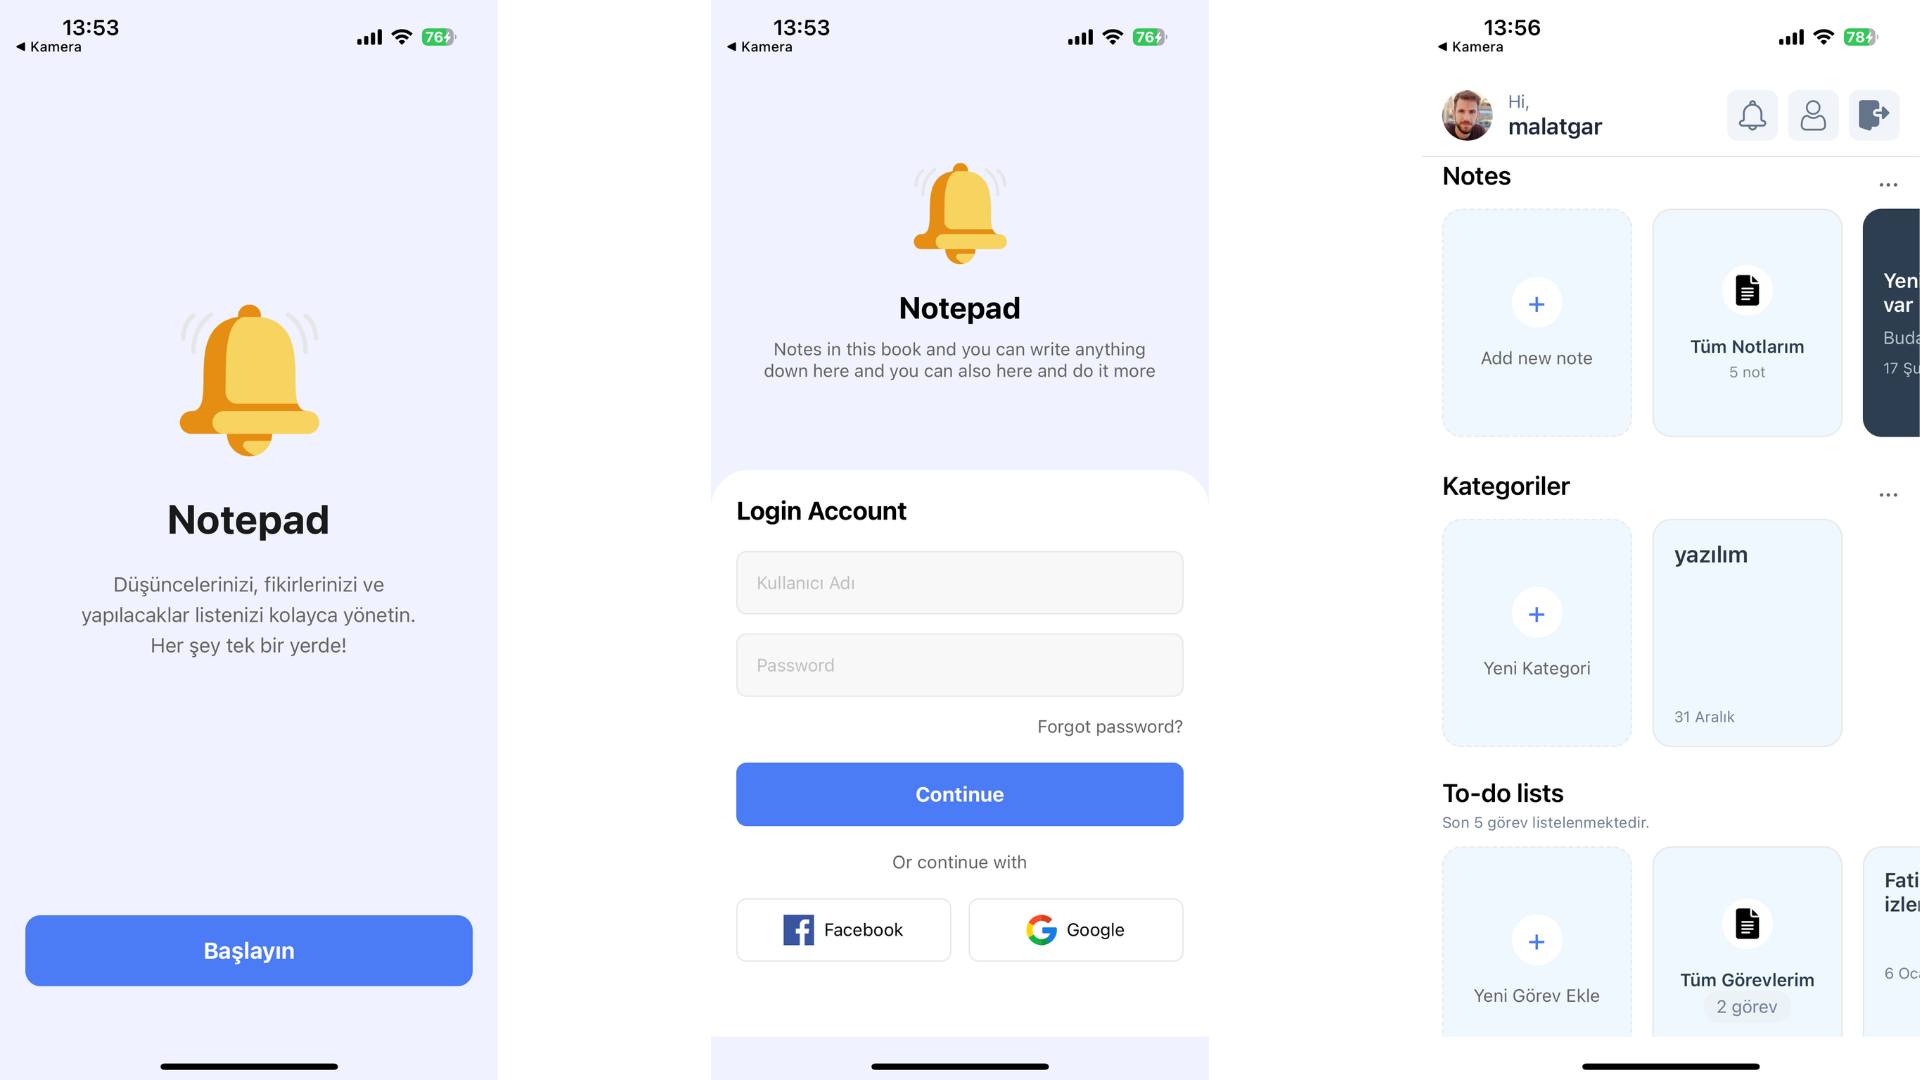 13:53
◀ Kamera
76
Notepad
Düşüncelerinizi, fikirlerinizi ve
yapılacaklar listenizi kolayca yönetin.
Her şey tek bir yerde!
Başlayın
13:53
◀ Kamera
76
Notepad
Notes in this book and you can write anything
down here and you can also here and do it more
Login Account
Kullanıcı Adı
Password
Forgot password?
Continue
Or continue with
Facebook
Google
13:56
◀ Kamera
78
Hi,
malatgar
Notes
Add new note
Tüm Notlarım
5 not
Yeni
var
Buda
17 Şu
Kategoriler
Yeni Kategori
yazılım
31 Aralık
To-do lists
Son 5 görev listelenmektedir.
Yeni Görev Ekle
Tüm Görevlerim
2 görev
Fati
izle
6 Oca